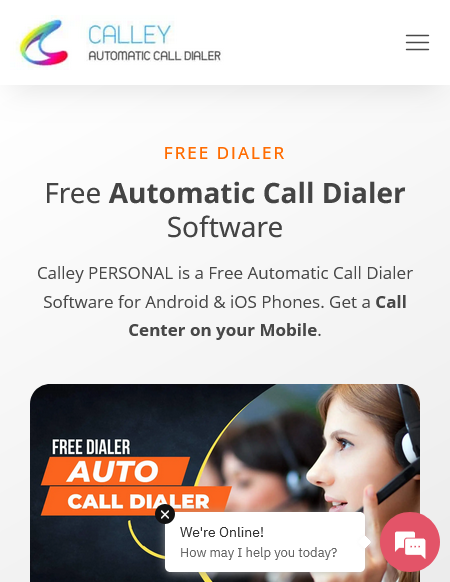 CALLEY
AUTOMATIC CALL DIALER
FREE DIALER
Free Automatic Call Dialer
Software
Calley PERSONAL is a Free Automatic Call Dialer
Software for Android & iOS Phones. Get a Call
Center on your Mobile.
FREE DIALER
AUTO
CALL DIALER
We're Online!
How may I help you today?